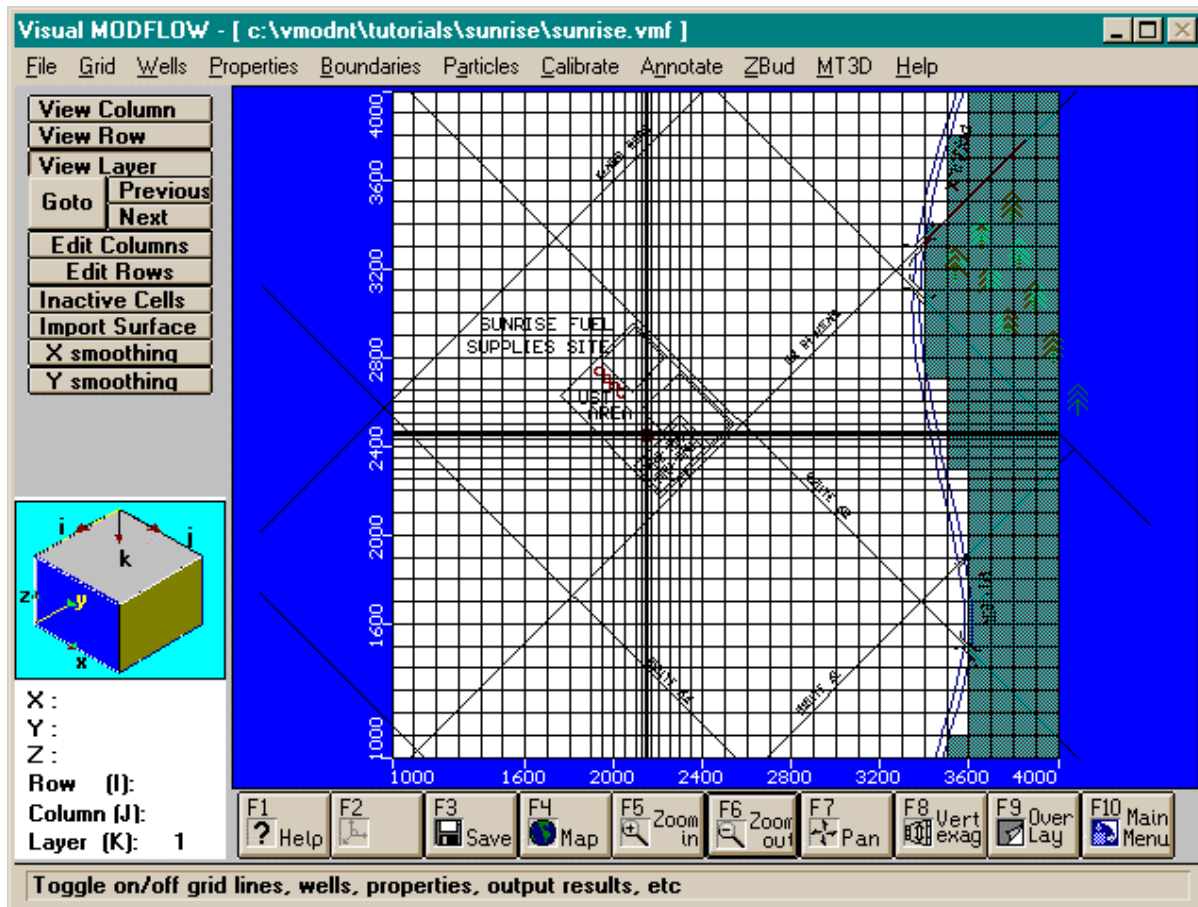 Visual MODFLOW - [ c:\vmodnt\tutorials\sunrise\sunrise.vmf ]
File Grid Wells Properties Boundaries Particles Calibrate Annotate ZBud MT3D Help
View Column
View Row
View Layer
Goto
Previous
Next
Edit Columns
Edit Rows
Inactive Cells
Import Surface
X smoothing
Y smoothing
i
j
k
z
y
x
X :
Y :
Z :
Row (I):
Column (J):
Layer (K): 1
4000
3600
3200
2800
2400
2000
1600
1000
SUNRISE FUEL
SUPPLIES SITE
UST
AREA
ROUTE 64
1000 1600 2000 2400 2800 3200 3600 4000
F1 ? Help
F2
F3 Save
F4 Map
F5 Zoom in
F6 Zoom out
F7 Pan
F8 Vert exag
F9 Over Lay
F10 Main Menu
Toggle on/off grid lines, wells, properties, output results, etc